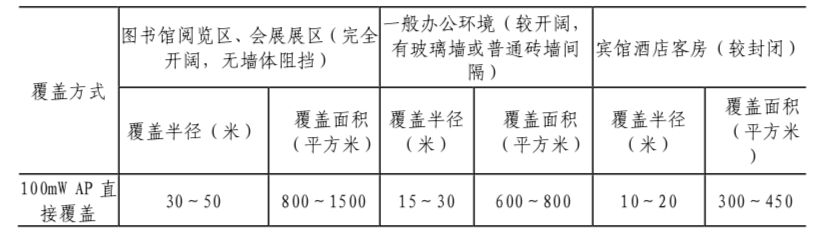 覆盖方式
图书馆阅览区、会展展区（完全
开阔，无墙体阻挡）
一般办公环境（较开阔，
有玻璃墙或普通砖墙间
隔）
宾馆酒店客房（较封闭）
覆盖半径（米）
覆盖面积
（平方米）
覆盖半径
（米）
覆盖面积
（平方米）
覆盖半径
（米）
覆盖面积
（平方米
）
100mW AP 直
接覆盖
30～50
800～1500
15～30
600～800
10～20
300～450